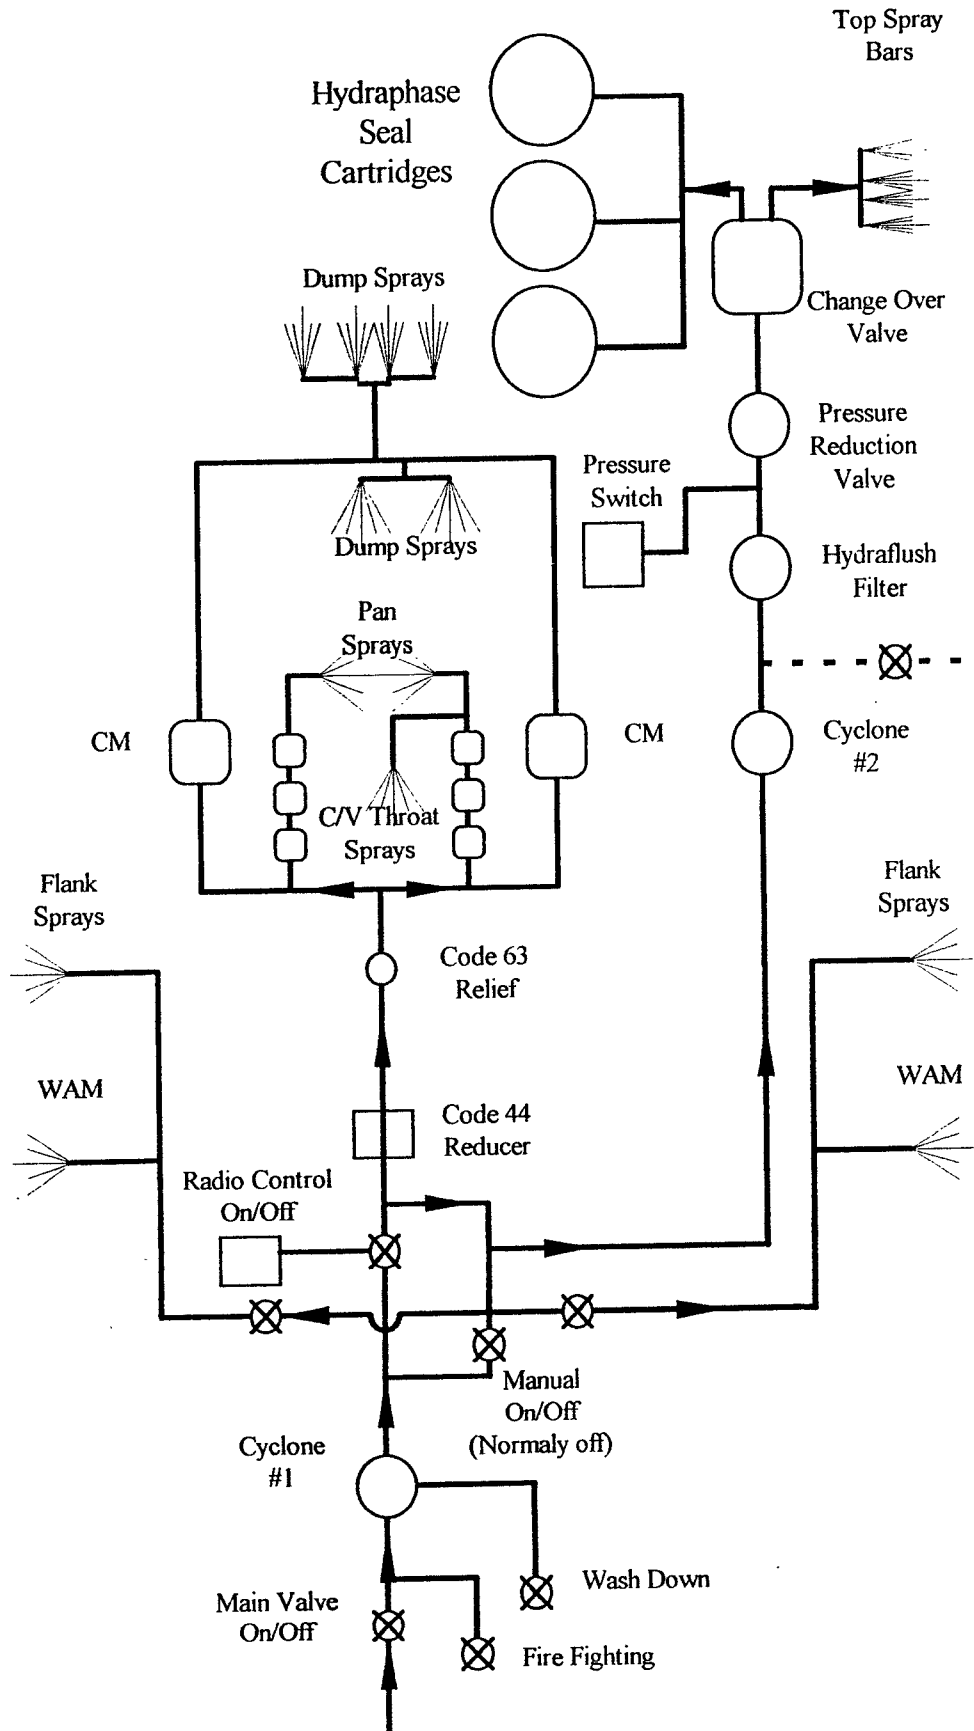 Top Spray
Bars
Hydraphase
Seal
Cartridges
Dump Sprays
Change Over
Valve
Pressure
Reduction
Valve
Pressure
Switch
Dump Sprays
Hydraflush
Filter
Pan
Sprays
CM
CM
Cyclone
#2
C/V Throat
Sprays
Flank
Sprays
Flank
Sprays
Code 63
Relief
WAM
WAM
Code 44
Reducer
Radio Control
On/Off
Manual
On/Off
(Normaly off)
Cyclone
#1
Wash Down
Main Valve
On/Off
Fire Fighting